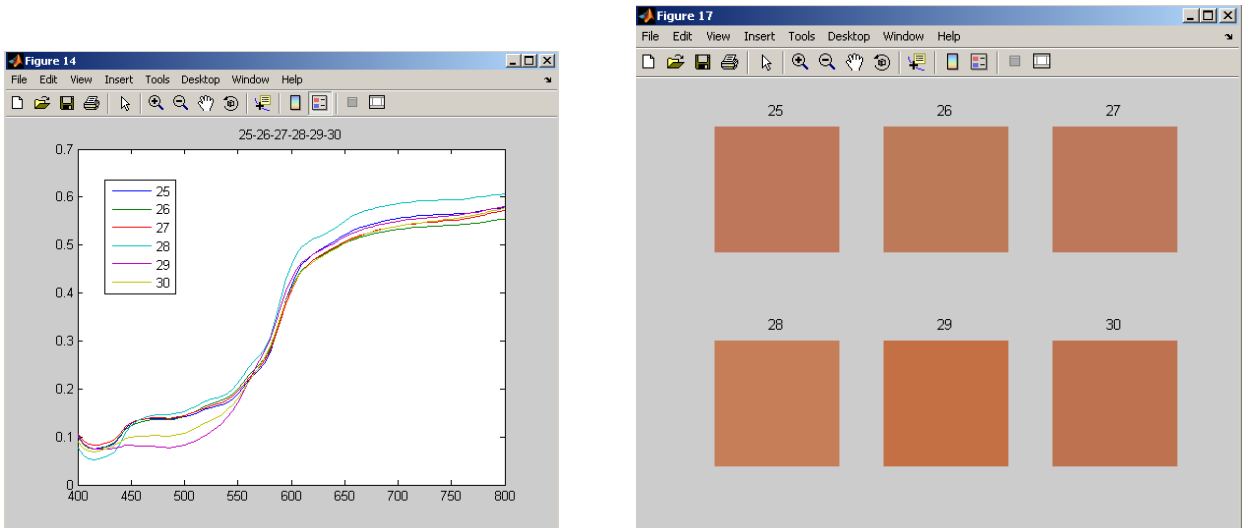 Figure 14
File Edit View Insert Tools Desktop Window Help
25-26-27-28-29-30
0.7
0.6
0.5
0.4
0.3
0.2
0.1
0
25
26
27
28
29
30
400 450 500 550 600 650 700 750 800
Figure 17
File Edit View Insert Tools Desktop Window Help
25 26 27
28 29 30